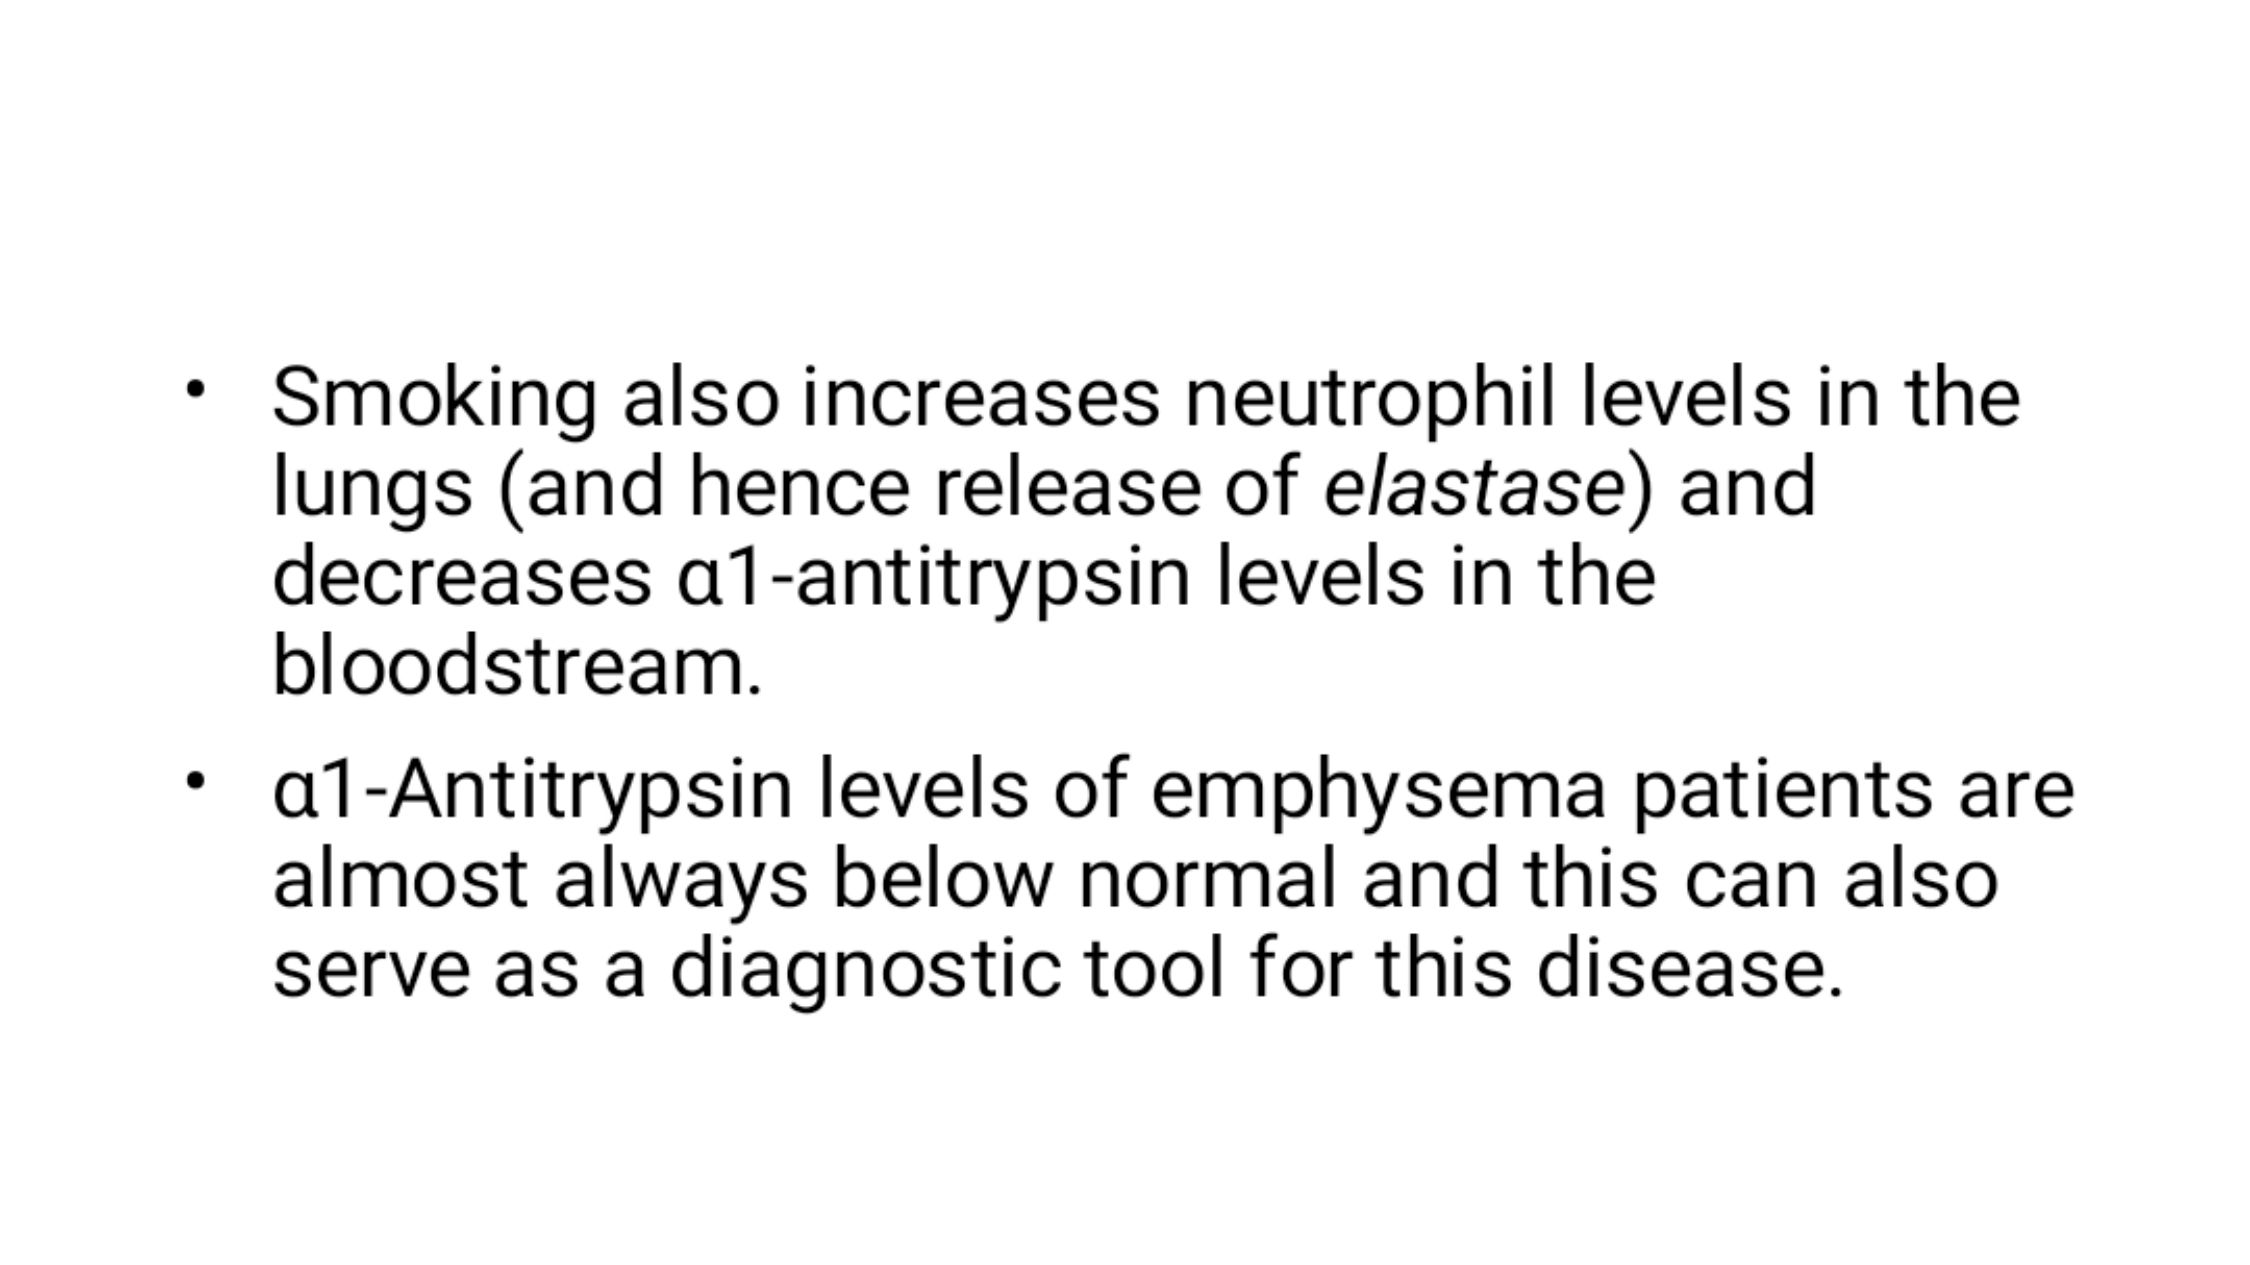 • Smoking also increases neutrophil levels in the
lungs (and hence release of elastase) and
decreases α1-antitrypsin levels in the
bloodstream.
• α1-Antitrypsin levels of emphysema patients are
almost always below normal and this can also
serve as a diagnostic tool for this disease.